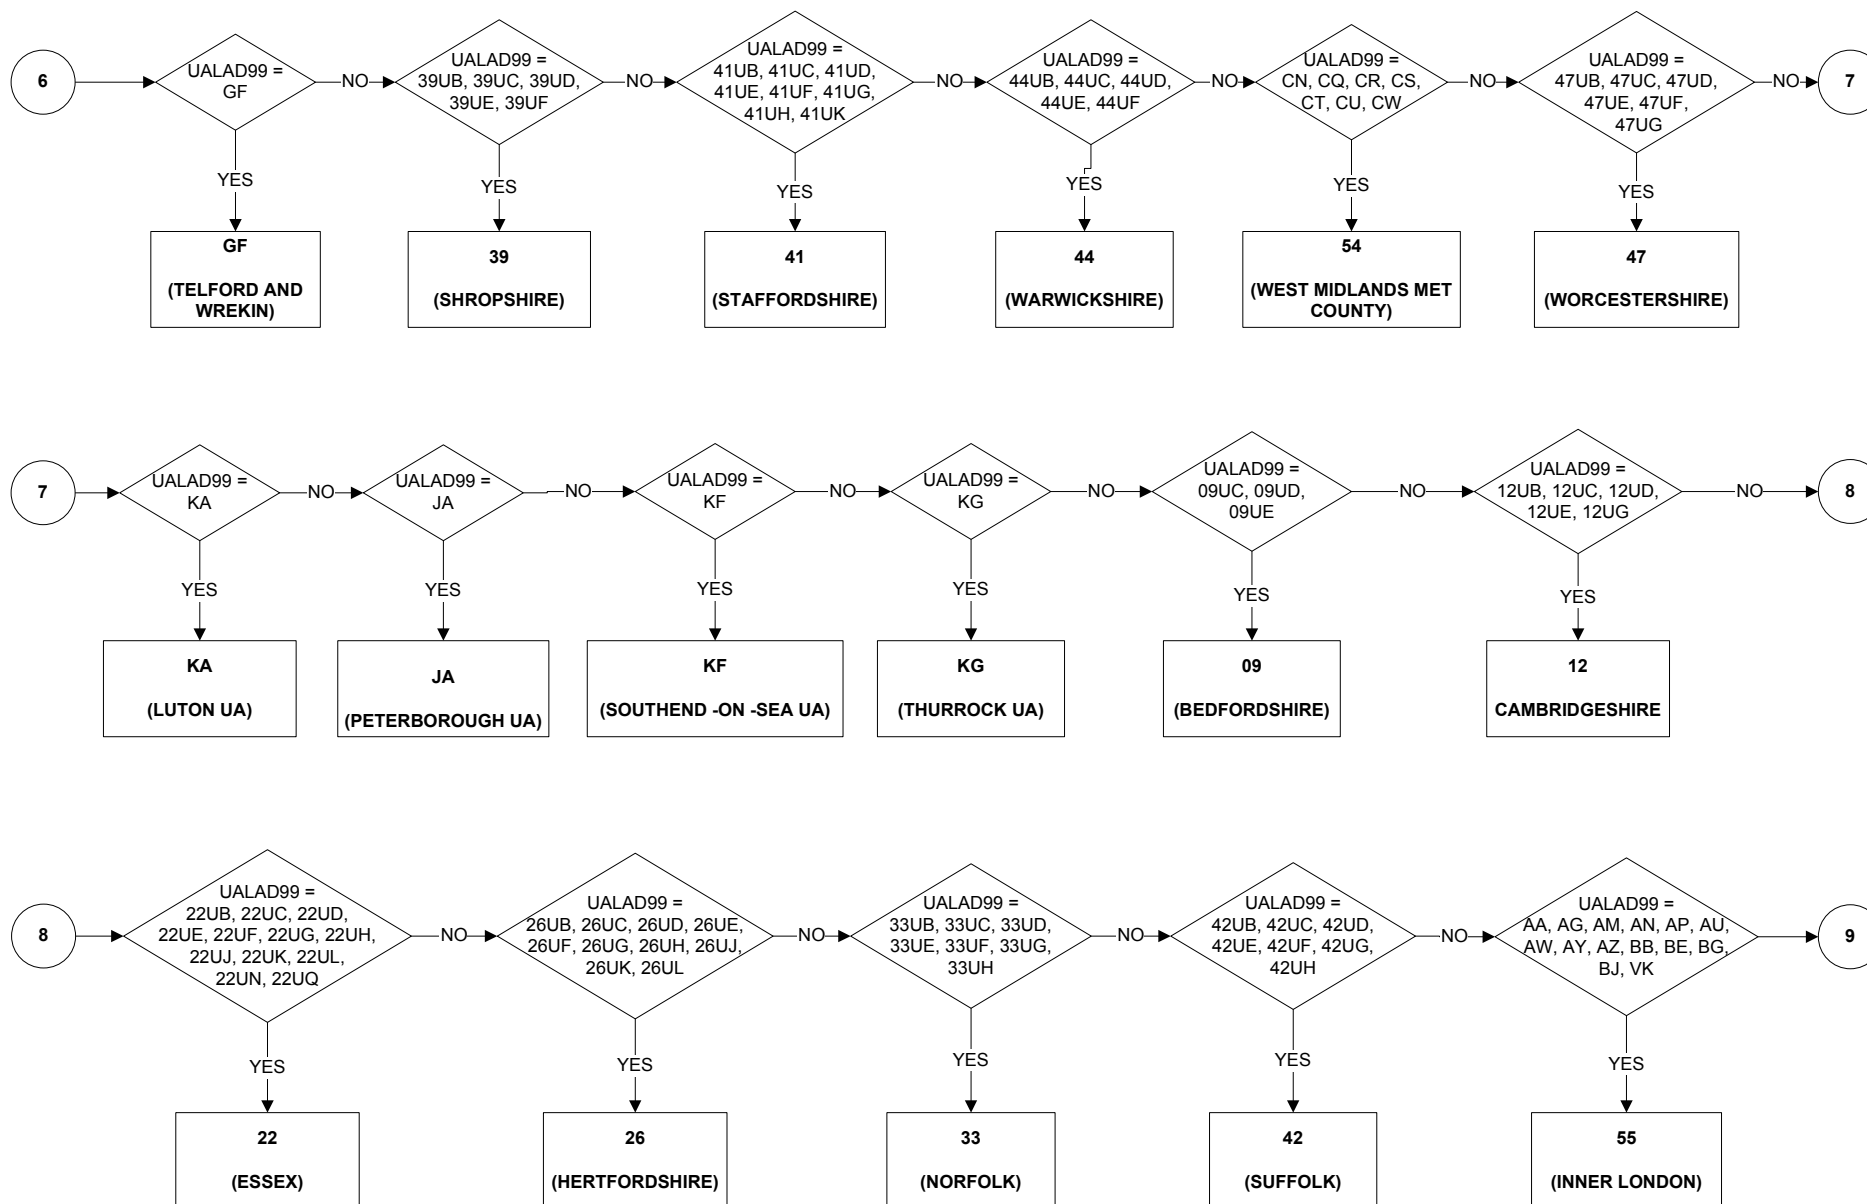 6
UALAD99 =
GF
NO
UALAD99 =
39UB, 39UC, 39UD,
39UE, 39UF
NO
UALAD99 =
41UB, 41UC, 41UD,
41UE, 41UF, 41UG,
41UH, 41UK
NO
UALAD99 =
44UB, 44UC, 44UD,
44UE, 44UF
NO
UALAD99 =
CN, CQ, CR, CS,
CT, CU, CW
NO
UALAD99 =
47UB, 47UC, 47UD,
47UE, 47UF,
47UG
NO
7
YES
YES
YES
YES
YES
YES
GF
(TELFORD AND
WREKIN)
39
(SHROPSHIRE)
41
(STAFFORDSHIRE)
44
(WARWICKSHIRE)
54
(WEST MIDLANDS MET
COUNTY)
47
(WORCESTERSHIRE)
7
UALAD99 =
KA
NO
UALAD99 =
JA
NO
UALAD99 =
KF
NO
UALAD99 =
KG
NO
UALAD99 =
09UC, 09UD,
09UE
NO
UALAD99 =
12UB, 12UC, 12UD,
12UE, 12UG
NO
8
YES
YES
YES
YES
YES
YES
KA
(LUTON UA)
JA
(PETERBOROUGH UA)
KF
(SOUTHEND -ON -SEA UA)
KG
(THURROCK UA)
09
(BEDFORDSHIRE)
12
CAMBRIDGESHIRE
8
UALAD99 =
22UB, 22UC, 22UD,
22UE, 22UF, 22UG, 22UH,
22UJ, 22UK, 22UL,
22UN, 22UQ
NO
UALAD99 =
26UB, 26UC, 26UD, 26UE,
26UF, 26UG, 26UH, 26UJ,
26UK, 26UL
NO
UALAD99 =
33UB, 33UC, 33UD,
33UE, 33UF, 33UG,
33UH
NO
UALAD99 =
42UB, 42UC, 42UD,
42UE, 42UF, 42UG,
42UH
NO
UALAD99 =
AA, AG, AM, AN, AP, AU,
AW, AY, AZ, BB, BE, BG,
BJ, VK
9
YES
YES
YES
YES
YES
22
(ESSEX)
26
(HERTFORDSHIRE)
33
(NORFOLK)
42
(SUFFOLK)
55
(INNER LONDON)